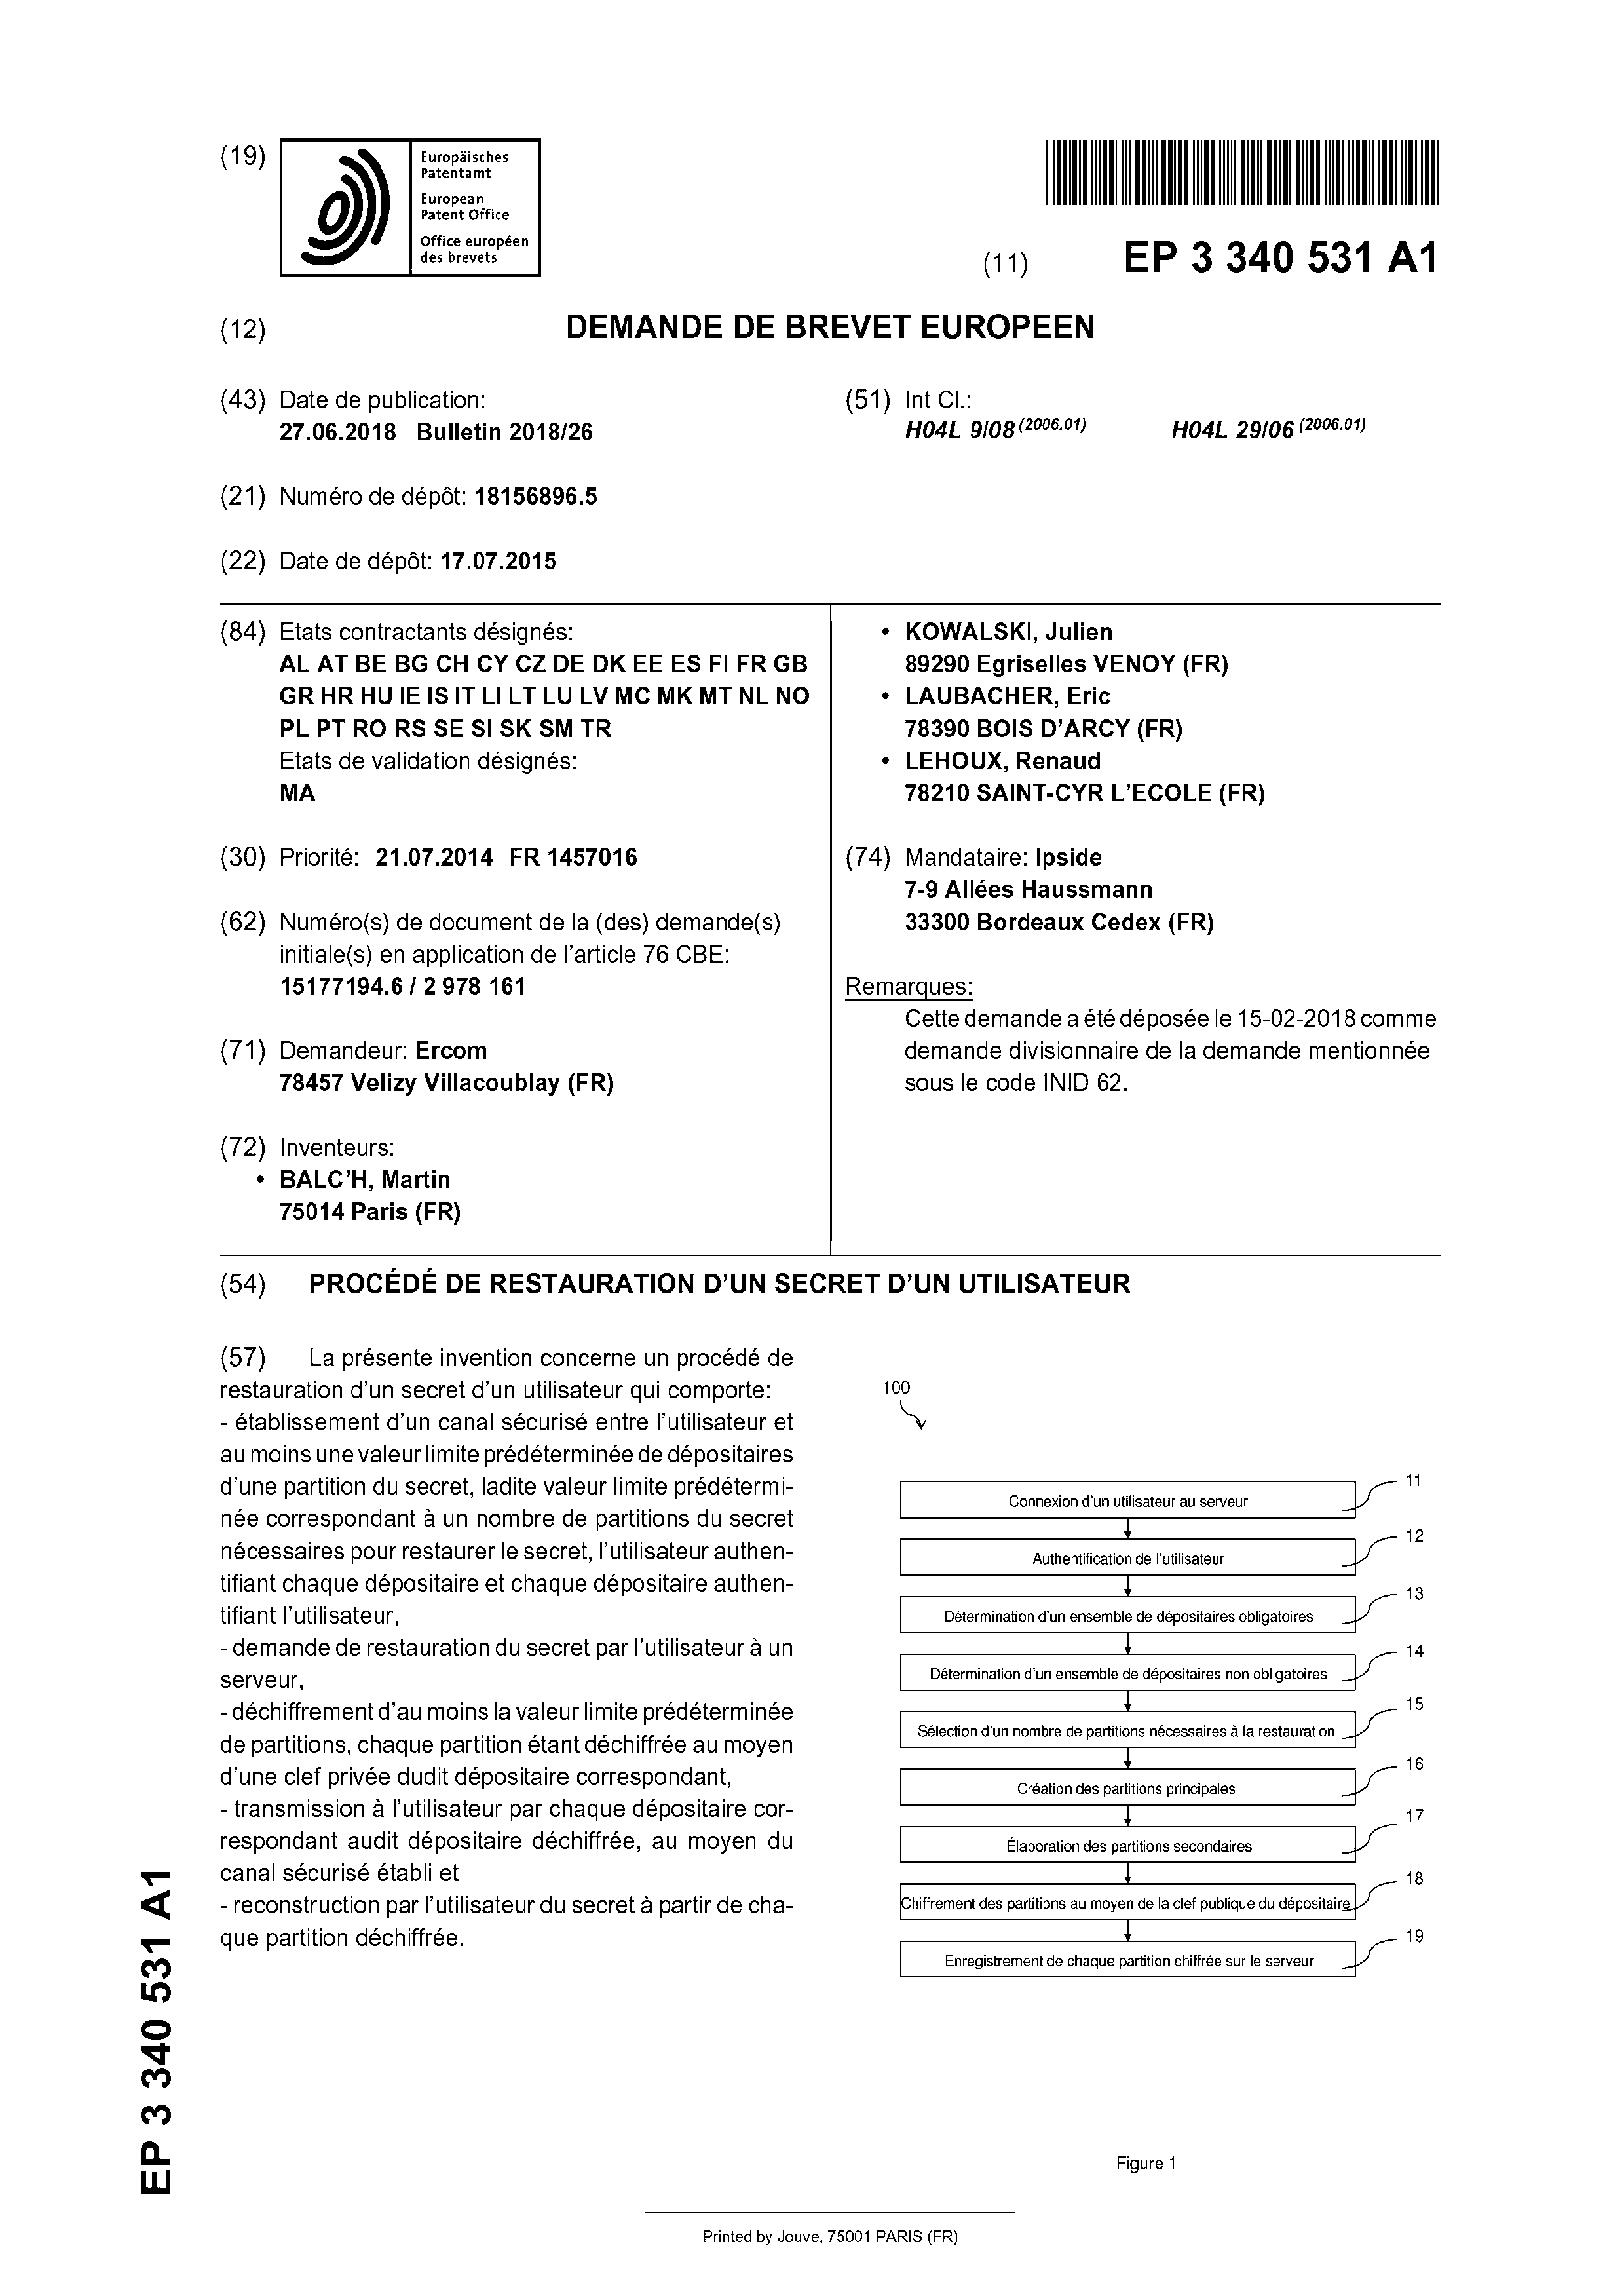 (19)
Europäisches
Patentamt
European
Patent Office
Office européen
des brevets
(11) EP 3 340 531 A1
(12) DEMANDE DE BREVET EUROPEEN
(43) Date de publication:
27.06.2018 Bulletin 2018/26
(51) Int Cl.:
H04L 9/08 (2006.01) H04L 29/06 (2006.01)
(21) Numéro de dépôt: 18156896.5
(22) Date de dépôt: 17.07.2015
(84) Etats contractants désignés:
AL AT BE BG CH CY CZ DE DK EE ES FI FR GB
GR HR HU IE IS IT LI LT LU LV MC MK MT NL NO
PL PT RO RS SE SI SK SM TR
Etats de validation désignés:
MA
(30) Priorité: 21.07.2014 FR 1457016
(62) Numéro(s) de document de la (des) demande(s)
initiale(s) en application de l'article 76 CBE:
15177194.6 / 2 978 161
(71) Demandeur: Ercom
78457 Velizy Villacoublay (FR)
(72) Inventeurs:
• BALC'H, Martin
75014 Paris (FR)
• KOWALSKI, Julien
89290 Egriselles VENOY (FR)
• LAUBACHER, Eric
78390 BOIS D'ARCY (FR)
• LEHOUX, Renaud
78210 SAINT-CYR L'ECOLE (FR)
(74) Mandataire: Ipside
7-9 Allées Haussmann
33300 Bordeaux Cedex (FR)
Remarques:
Cette demande a été déposée le 15-02-2018 comme
demande divisionnaire de la demande mentionnée
sous le code INID 62.
(54) PROCÉDÉ DE RESTAURATION D'UN SECRET D'UN UTILISATEUR
(57) La présente invention concerne un procédé de
restauration d'un secret d'un utilisateur qui comporte:
- établissement d'un canal sécurisé entre l'utilisateur et
au moins une valeur limite prédéterminée de dépositaires
d'une partition du secret, ladite valeur limite prédétermi-
née correspondant à un nombre de partitions du secret
nécessaires pour restaurer le secret, l'utilisateur authen-
tifiant chaque dépositaire et chaque dépositaire authen-
tifiant l'utilisateur,
- demande de restauration du secret par l'utilisateur à un
serveur,
- déchiffrement d'au moins la valeur limite prédéterminée
de partitions, chaque partition étant déchiffrée au moyen
d'une clef privée dudit dépositaire correspondant,
- transmission à l'utilisateur par chaque dépositaire cor-
respondant audit dépositaire déchiffrée, au moyen du
canal sécurisé établi et
- reconstruction par l'utilisateur du secret à partir de cha-
que partition déchiffrée.
100
Connexion d'un utilisateur au serveur 11
Authentification de l'utilisateur 12
Détermination d'un ensemble de dépositaires obligatoires 13
Détermination d'un ensemble de dépositaires non obligatoires 14
Sélection d'un nombre de partitions nécessaires à la restauration 15
Création des partitions principales 16
Élaboration des partitions secondaires 17
Chiffrement des partitions au moyen de la clef publique du dépositaire 18
Enregistrement de chaque partition chiffrée sur le serveur 19
Figure 1
EP 3 340 531 A1
Printed by Jouve, 75001 PARIS (FR)